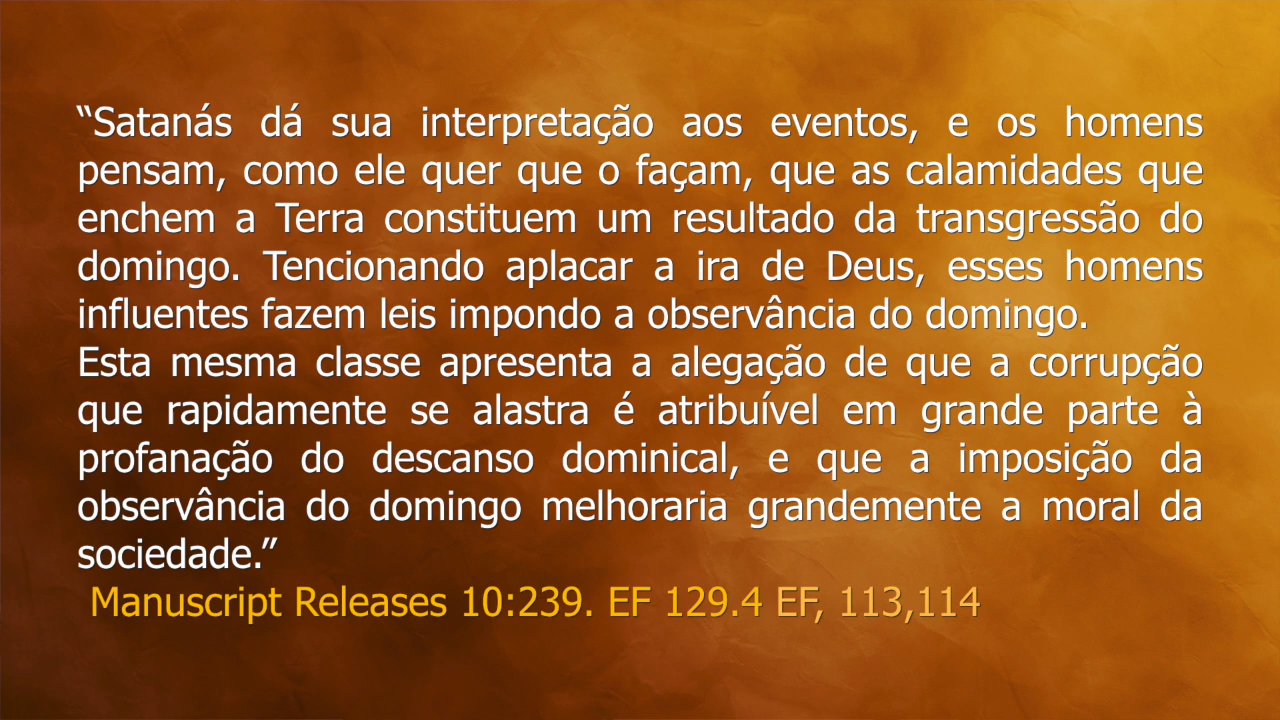 “Satanás dá sua interpretação aos eventos, e os homens
pensam, como ele quer que o façam, que as calamidades que
enchem a Terra constituem um resultado da transgressão do
domingo. Tencionando aplacar a ira de Deus, esses homens
influentes fazem leis impondo a observância do domingo.
Esta mesma classe apresenta a alegação de que a corrupção
que rapidamente se alastra é atribuível em grande parte à
profanação do descanso dominical, e que a imposição da
observância do domingo melhoraria grandemente a moral da
sociedade.”
Manuscript Releases 10:239. EF 129.4 EF, 113,114